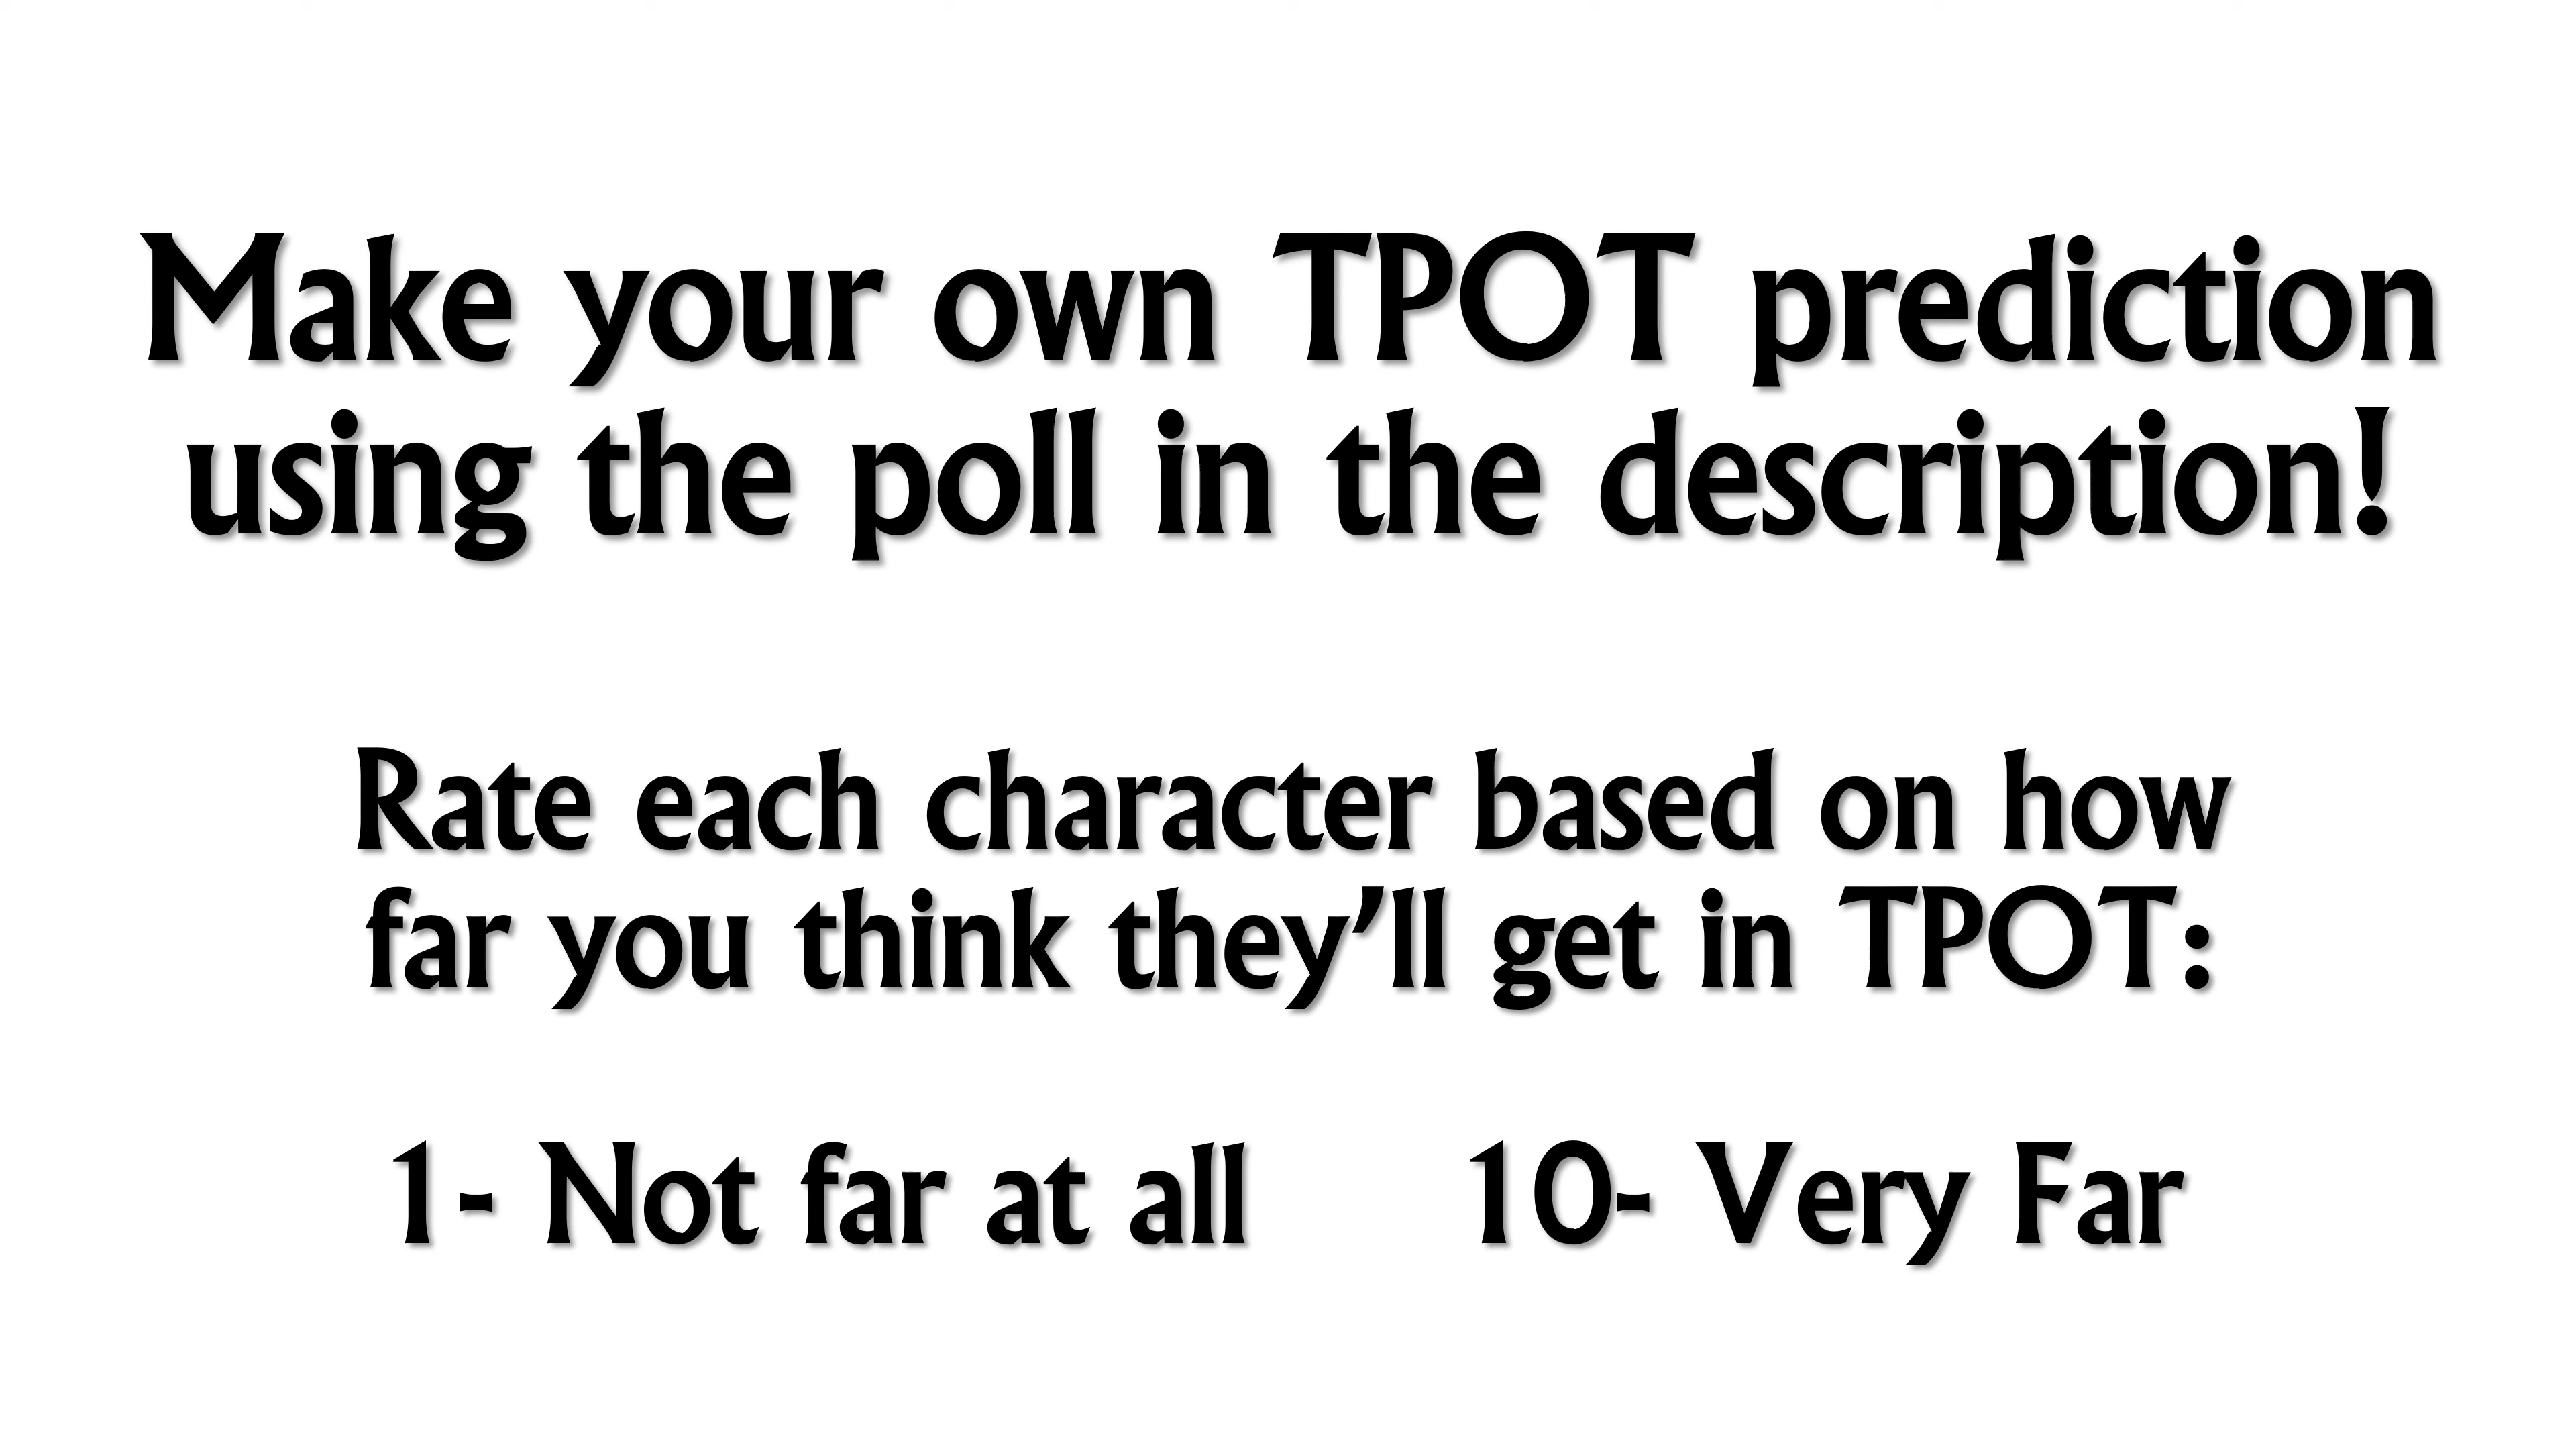 Make your own TPOT prediction
using the poll in the description!
Rate each character based on how
far you think they’ll get in TPOT:
1- Not far at all 10- Very Far